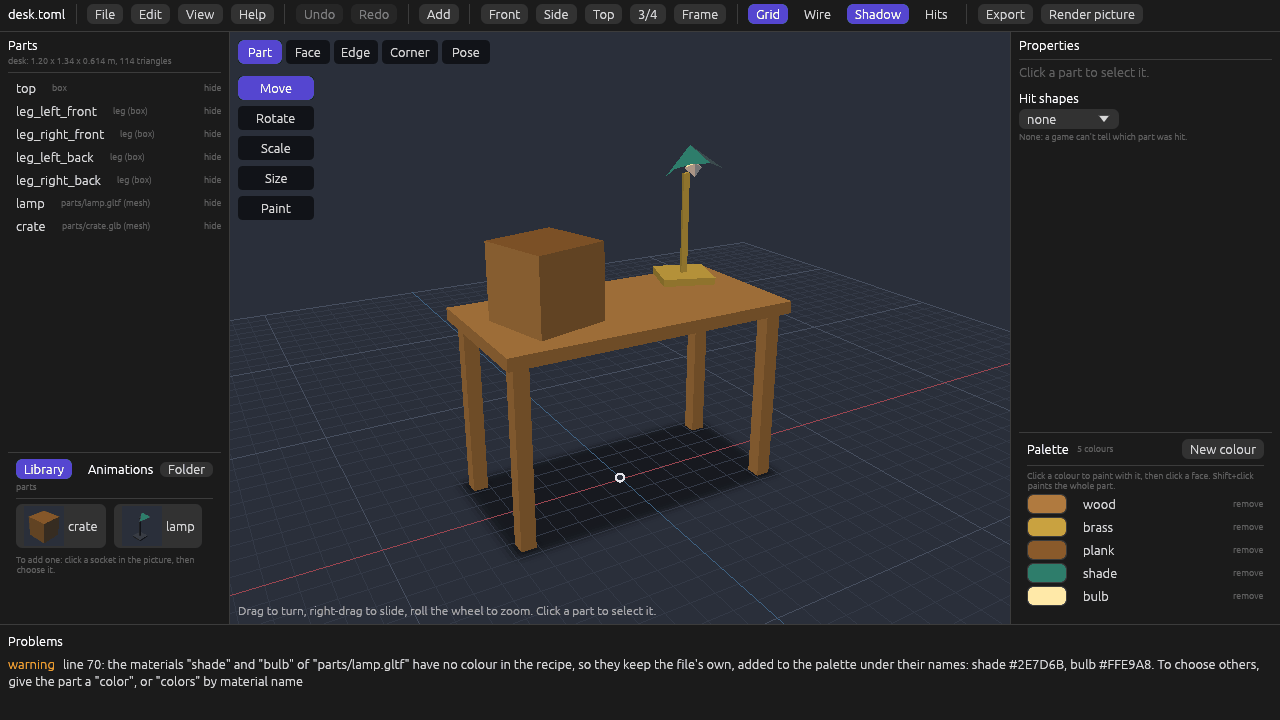 desk.toml File Edit View Help Undo Redo Add Front Side Top 3/4 Frame Grid Wire Shadow Hits Export Render picture
Parts
desk: 1.20 x 1.34 x 0.614 m, 114 triangles
top box hide
leg_left_front leg (box) hide
leg_right_front leg (box) hide
leg_left_back leg (box) hide
leg_right_back leg (box) hide
lamp parts/lamp.gltf (mesh) hide
crate parts/crate.glb (mesh) hide
Library Animations Folder
parts
crate lamp
To add one: click a socket in the picture, then
choose it.
Part Face Edge Corner Pose
Move
Rotate
Scale
Size
Paint
Drag to turn, right-drag to slide, roll the wheel to zoom. Click a part to select it.
Properties
Click a part to select it.
Hit shapes
none
None: a game can't tell which part was hit.
Palette 5 colours New colour
Click a colour to paint with it, then click a face. Shift+click
paints the whole part.
wood remove
brass remove
plank remove
shade remove
bulb remove
Problems
warning line 70: the materials "shade" and "bulb" of "parts/lamp.gltf" have no colour in the recipe, so they keep the file's own, added to the palette under their names: shade #2E7D6B, bulb #FFE9A8. To choose others,
give the part a "color", or "colors" by material name